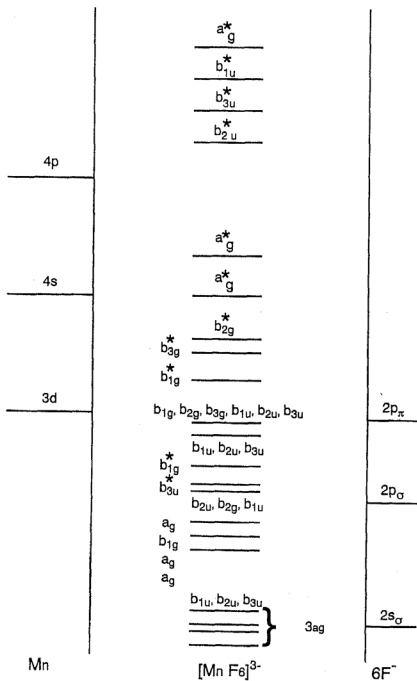 a*g
b*1u
b*3u
b*2u
4p
a*g
4s
a*g
b*2g
b*3g
b*1g
3d
b1g, b2g, b3g, b1u, b2u, b3u
2pπ
b1u, b2u, b3u
b*1g
b*3u
2pσ
b2u, b2g, b1u
ag
b1g
ag
ag
b1u, b2u, b3u
3ag
2sσ
Mn
[Mn F6]3-
6F-